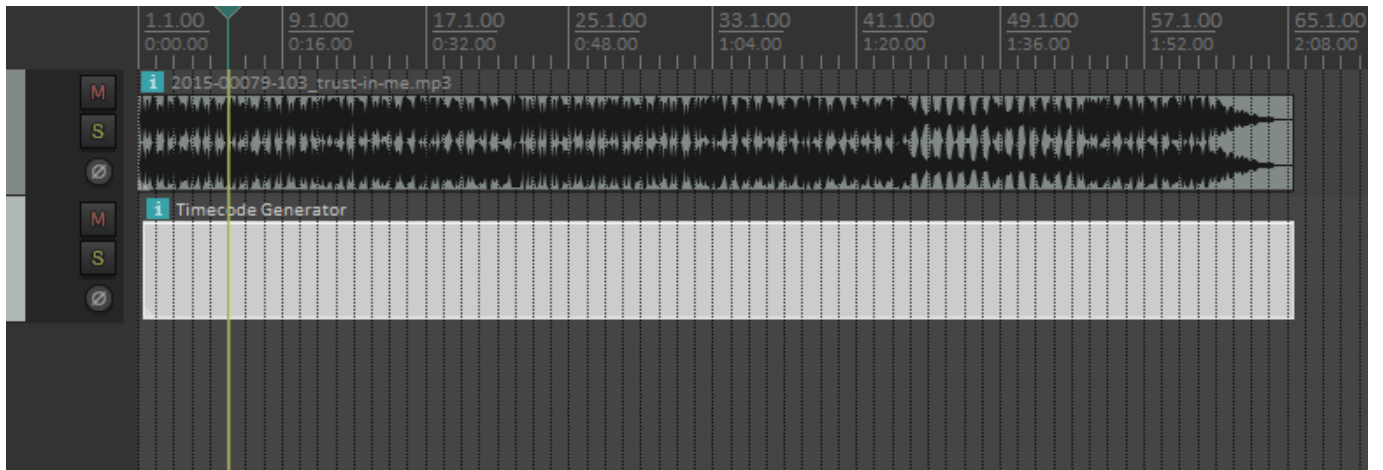 1.1.00 9.1.00 17.1.00 25.1.00 33.1.00 41.1.00 49.1.00 57.1.00 65.1.00
0:00.00 0:16.00 0:32.00 0:48.00 1:04.00 1:20.00 1:36.00 1:52.00 2:08.00
i 2015-00079-103_trust-in-me.mp3
M
S
i Timecode Generator
M
S